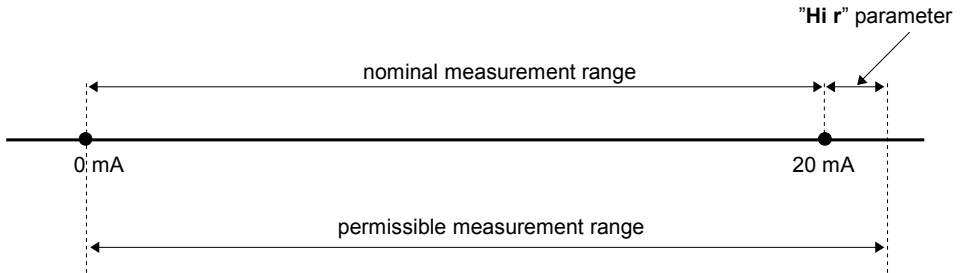 "Hi r" parameter
nominal measurement range
0 mA
20 mA
permissible measurement range